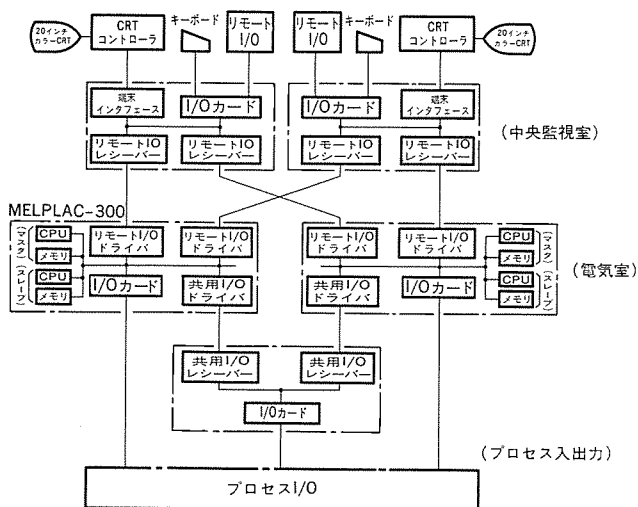 20インチ
カラーCRT
CRT
コントローラ
キーボード
リモート
I/O
リモート
I/O
キーボード
CRT
コントローラ
20インチ
カラーCRT
端末
インタフェース
I/Oカード
I/Oカード
端末
インタフェース
リモートIO
レシーバー
リモートIO
レシーバー
リモートIO
レシーバー
リモートIO
レシーバー
(中央監視室)
MELPLAC-300
(マスタ)
CPU
メモリ
(スレーブ)
CPU
メモリ
リモートI/O
ドライバ
リモートI/O
ドライバ
I/Oカード
共用I/O
ドライバ
リモートI/O
ドライバ
リモートI/O
ドライバ
共用I/O
ドライバ
I/Oカード
CPU
メモリ
(マスタ)
CPU
メモリ
(スレーブ)
(電気室)
共用I/O
レシーバー
共用I/O
レシーバー
I/Oカード
(プロセス入出力)
プロセスI/O